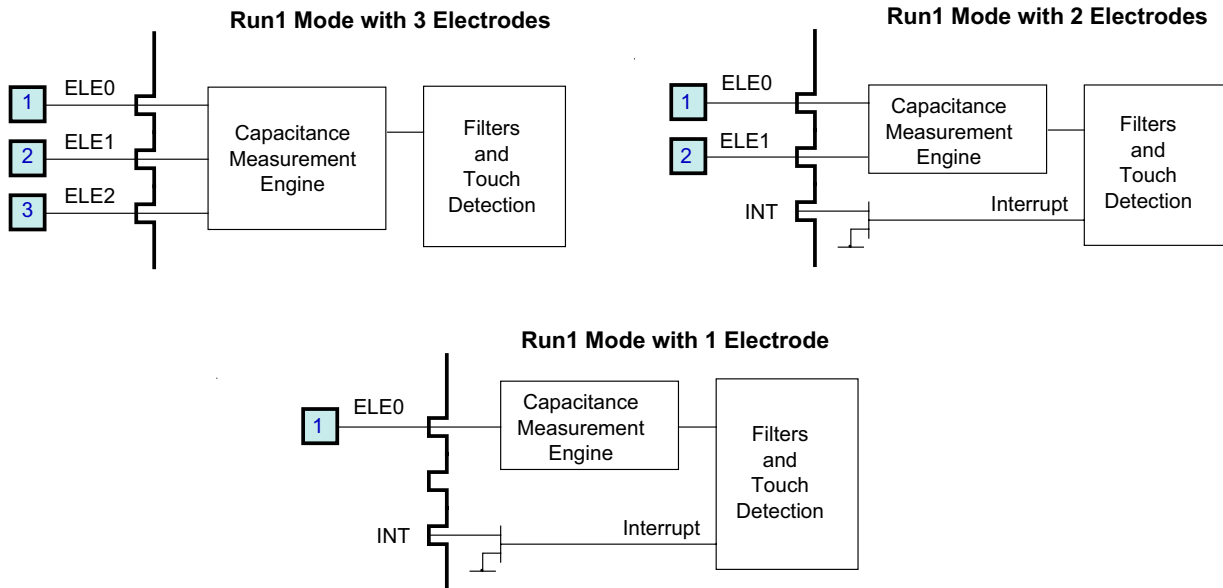 Run1 Mode with 3 Electrodes
1
ELE0
2
ELE1
3
ELE2
Capacitance
Measurement
Engine
Filters
and
Touch
Detection
Run1 Mode with 2 Electrodes
1
ELE0
2
ELE1
INT
Capacitance
Measurement
Engine
Interrupt
Filters
and
Touch
Detection
Run1 Mode with 1 Electrode
1
ELE0
INT
Capacitance
Measurement
Engine
Interrupt
Filters
and
Touch
Detection